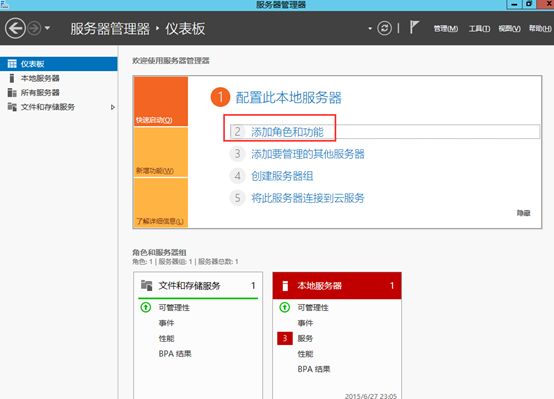 服务器管理器
服务器管理器 · 仪表板
管理(M) 工具(T) 视图(V) 帮助(H)
仪表板
本地服务器
所有服务器
文件和存储服务
欢迎使用服务器管理器
快速启动(Q)
新增功能(W)
了解详细信息(L)
1 配置此本地服务器
2 添加角色和功能
3 添加要管理的其他服务器
4 创建服务器组
5 将此服务器连接到云服务
隐藏
角色和服务器组
角色: 1 | 服务器组: 1 | 服务器总数: 1
文件和存储服务 1
可管理性
事件
性能
BPA 结果
本地服务器 1
可管理性
事件
3 服务
性能
BPA 结果
2015/6/27 23:05